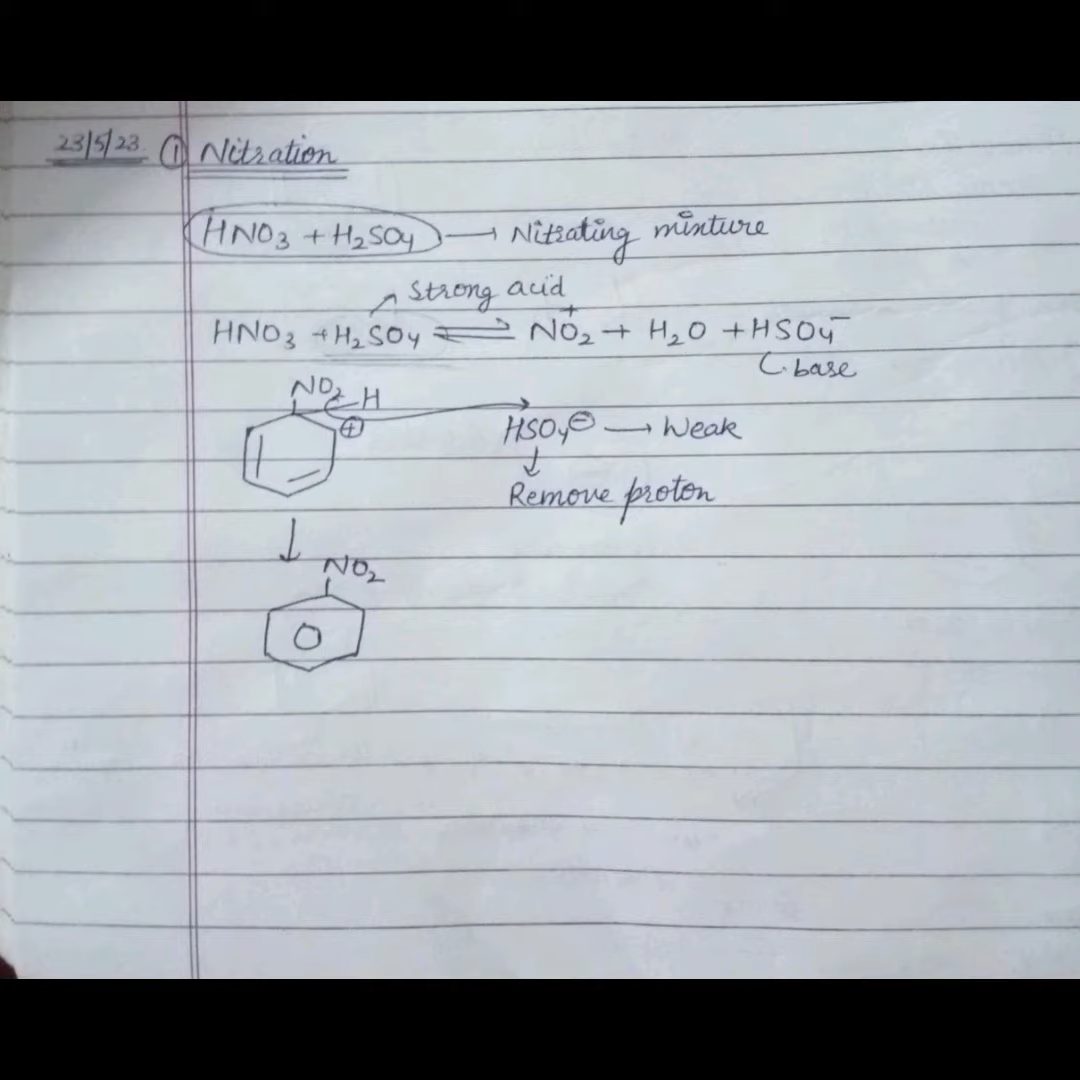 23/5/23 ① Nitration
HNO₃ + H₂SO₄ → Nitrating mixture
Strong acid
HNO₃ + H₂SO₄ ⇌ NO₂⁺ + H₂O + HSO₄⁻
C. base
NO₂ H
⊕ HSO₄⊖ → Weak
↓
Remove proton
↓
NO₂